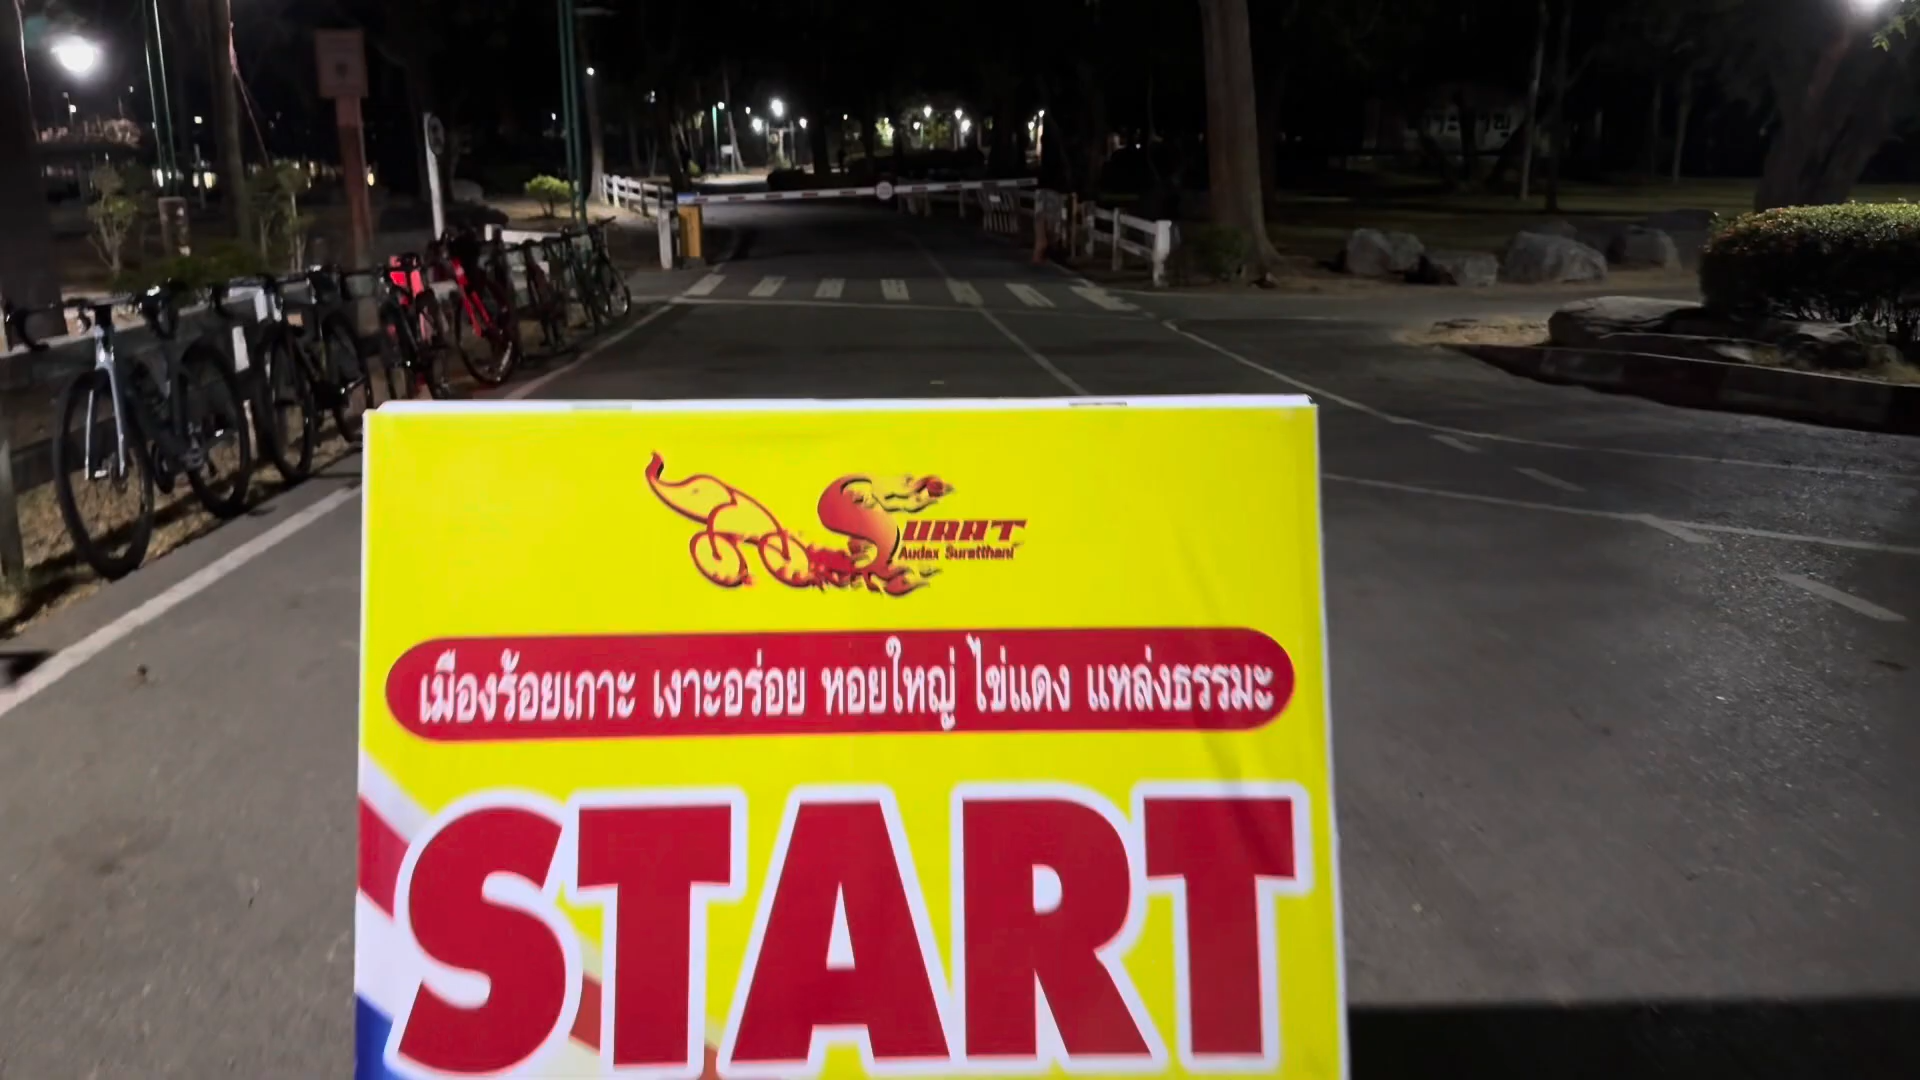 SURAT
Audax Suratthani
เมืองร้อยเกาะ เงาะอร่อย หอยใหญ่ ไข่แดง แหล่งธรรมะ
START